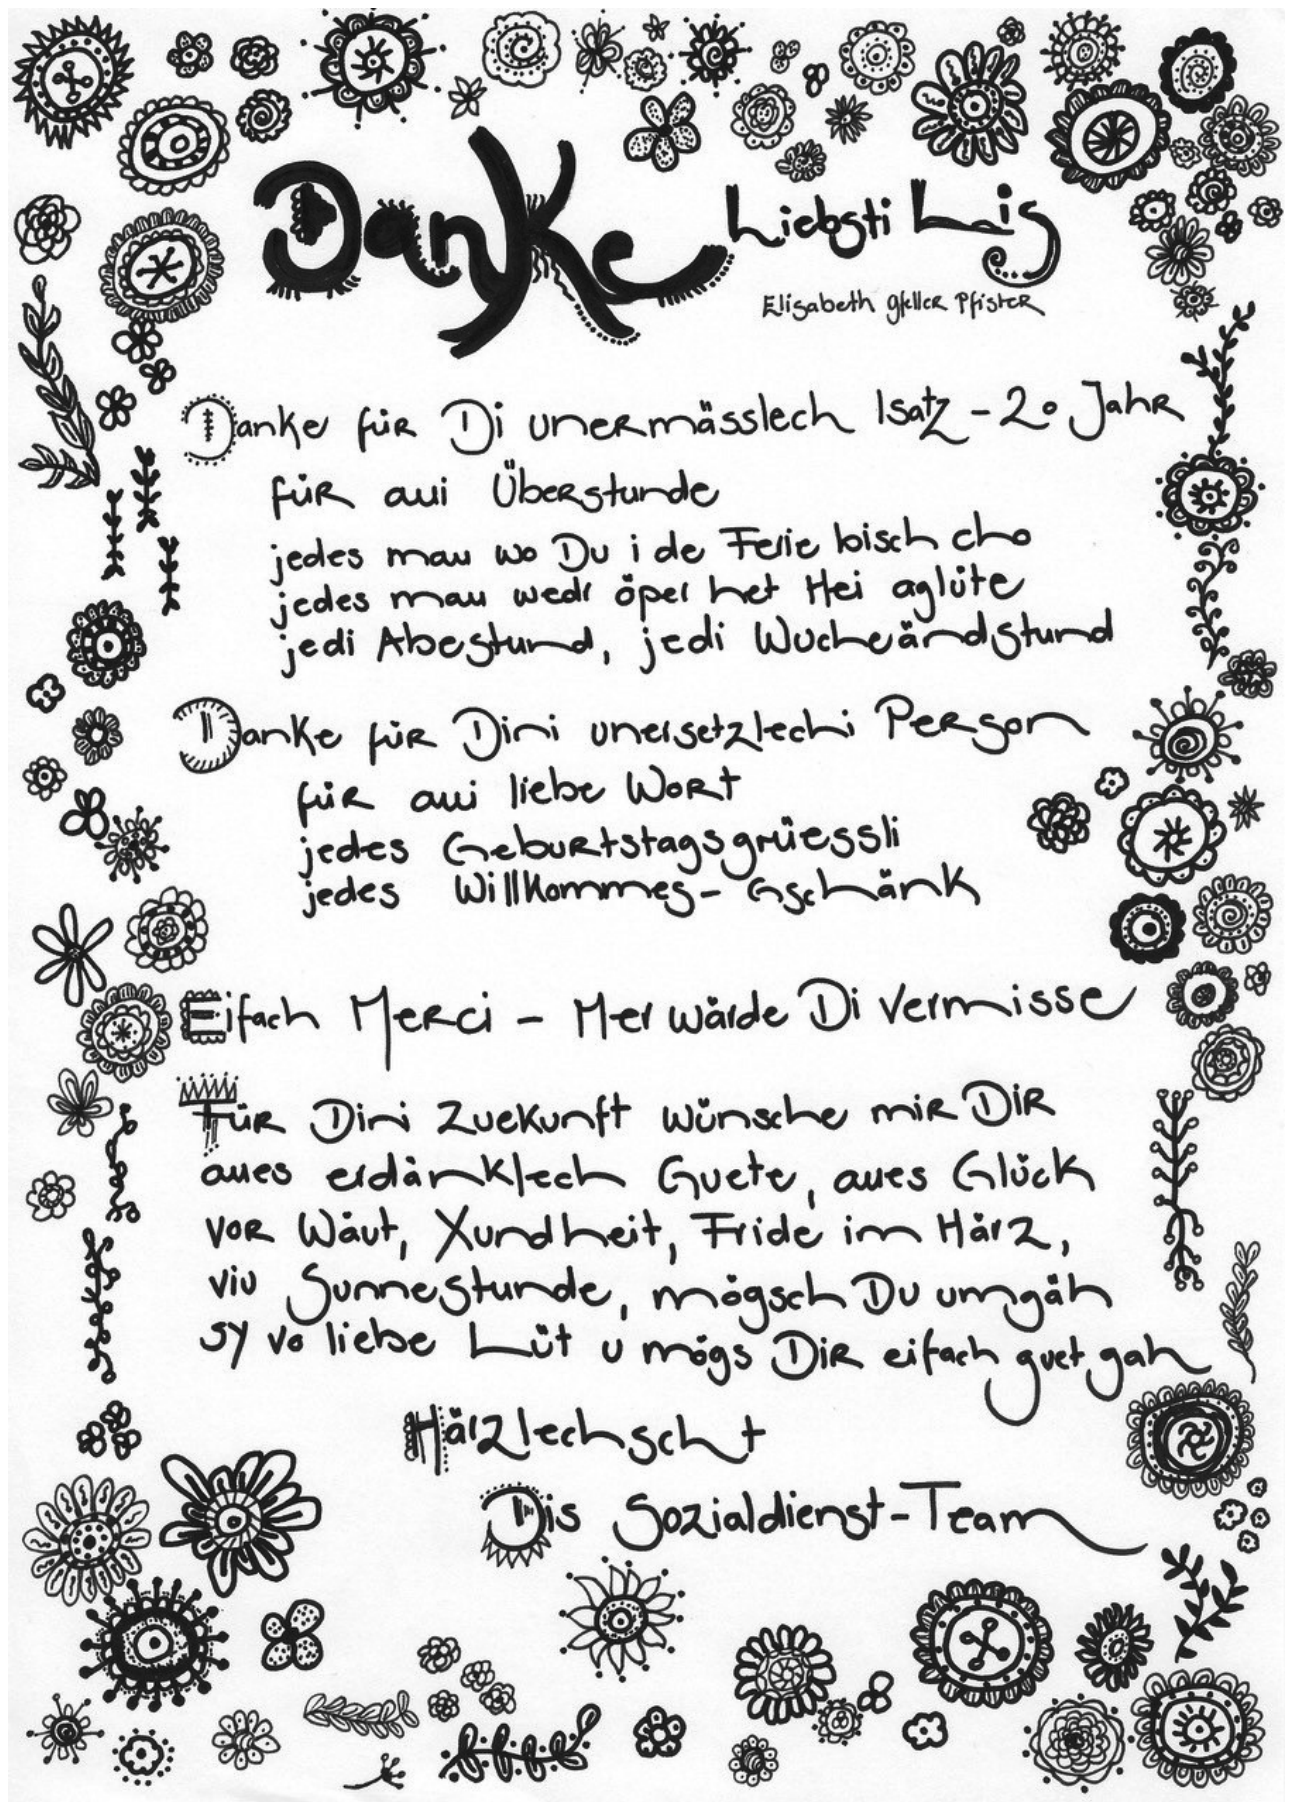 Danke Liebsti Lis
Elisabeth Gfeller Pfister
Danke für Di unermässlech Isatz - 20 Jahr
für aui Überstunde
jedes mau wo Du i de Ferie bisch cho
jedes mau wedr öper het Hei aglüte
jedi Abestund, jedi Wucheändstund
Danke für Dini unersetzlechi Person
für aui liebe Wort
jedes Geburtstagsgrüessli
jedes Willkommes-Gschänk
Eifach Merci - Mer wärde Di vermisse
Für Dini Zuekunft wünsche mir Dir
aues erdänklech Guete, aues Glück
vor Wäut, Xundheit, Fride im Härz,
viu Sunnestunde, mögsch Du umgäh
sy vo liebe Lüt u mögs Dir eifach guet gah
Härzlechscht
Dis Sozialdienst-Team